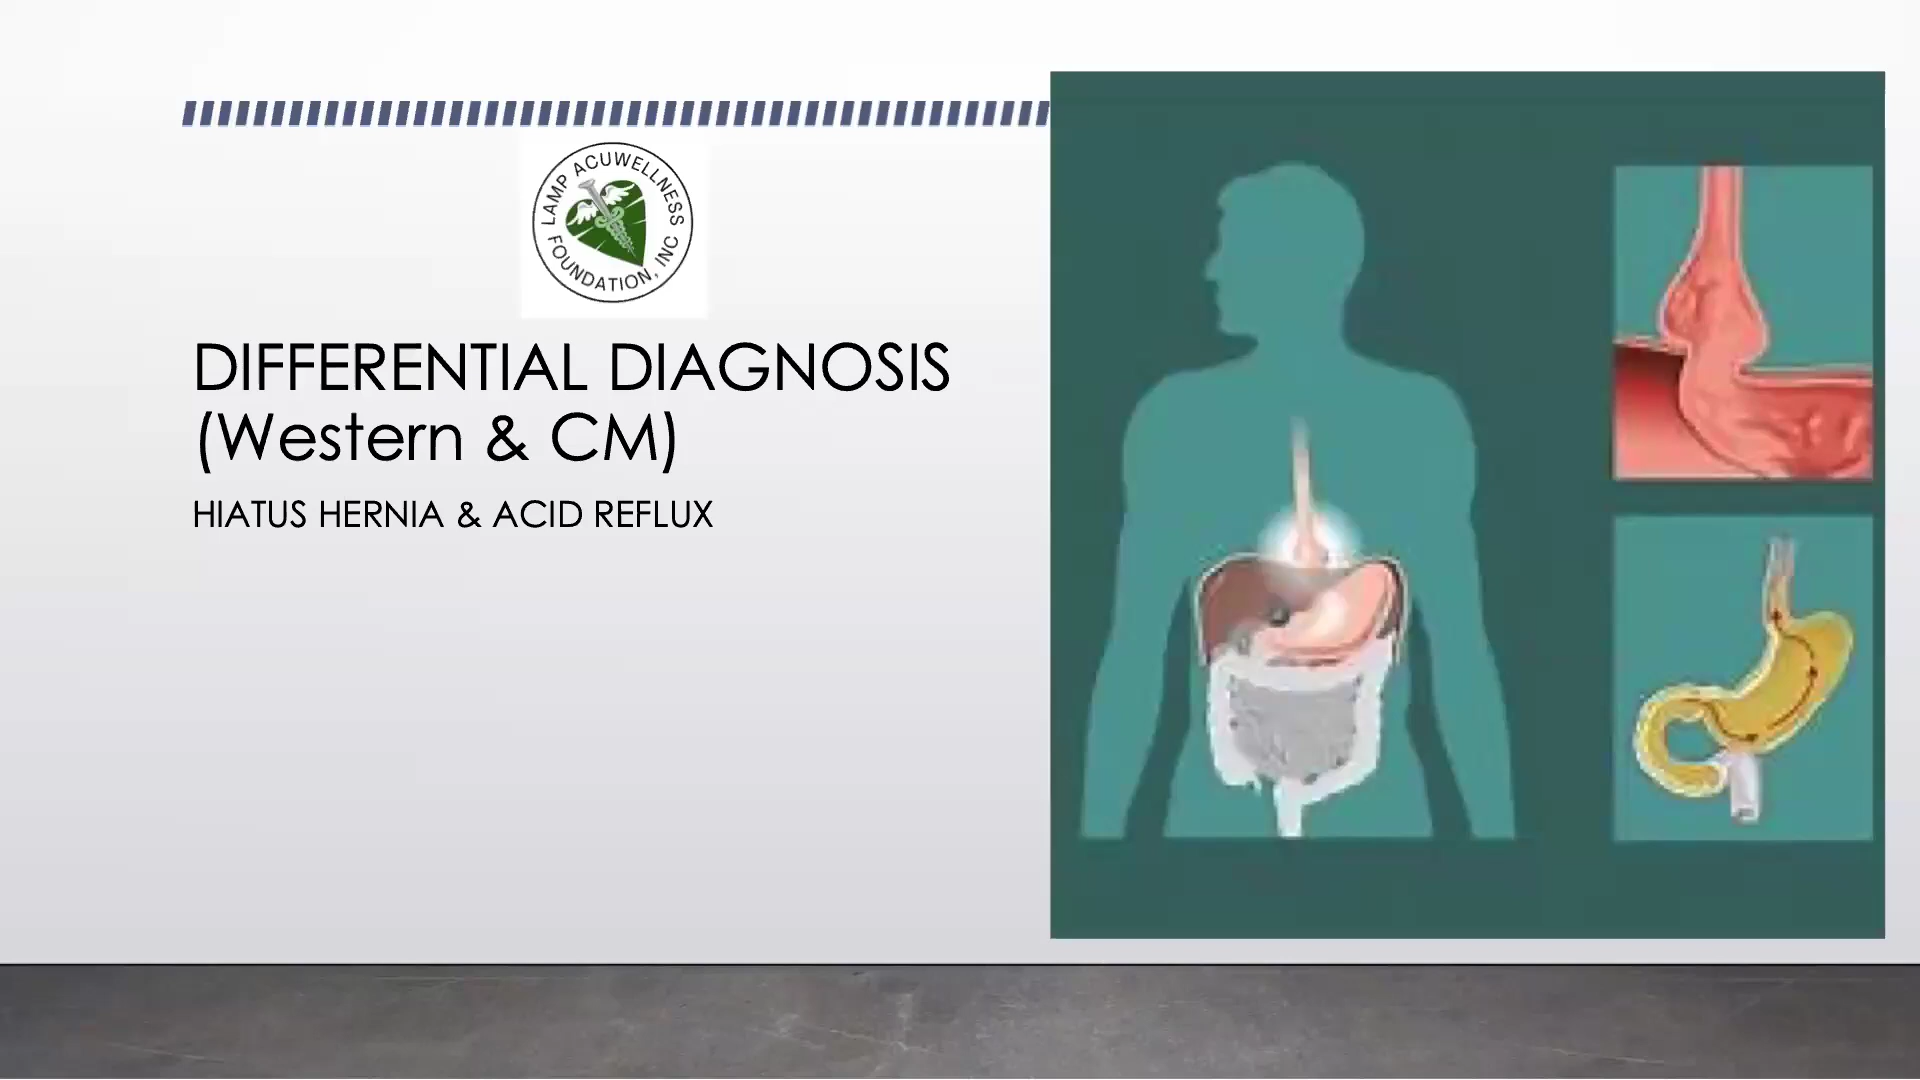 LAMP ACUWELLNESS
FOUNDATION, INC
DIFFERENTIAL DIAGNOSIS
(Western & CM)
HIATUS HERNIA & ACID REFLUX